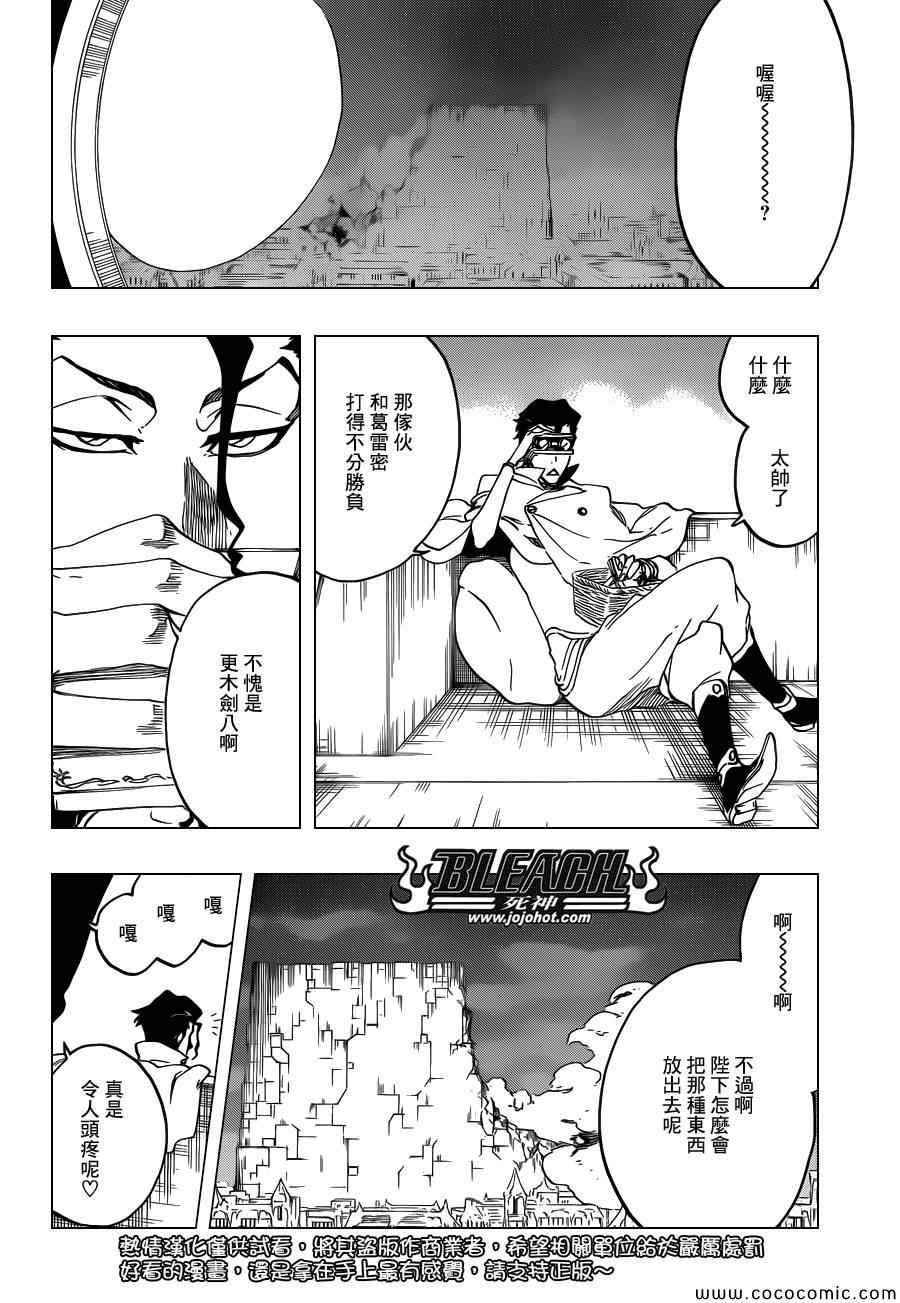 喔喔~~~~~~~~~?
什麼
什麼
太帥了
那傢伙
和葛雷密
打得不分勝負
不愧是
更木劍八啊
BLEACH
死神
www.jojohot.com
啊~~~~~啊
不過啊
陛下怎麼會
把那種東西
放出去呢
嘎
嘎
嘎
真是
令人頭疼呢♡
熱情漢化僅供試看，將其盜版作商業者，希望相關單位給於嚴厲處罰
好看的漫畫，還是拿在手上最有感覺，請支持正版～
www.cococomic.com